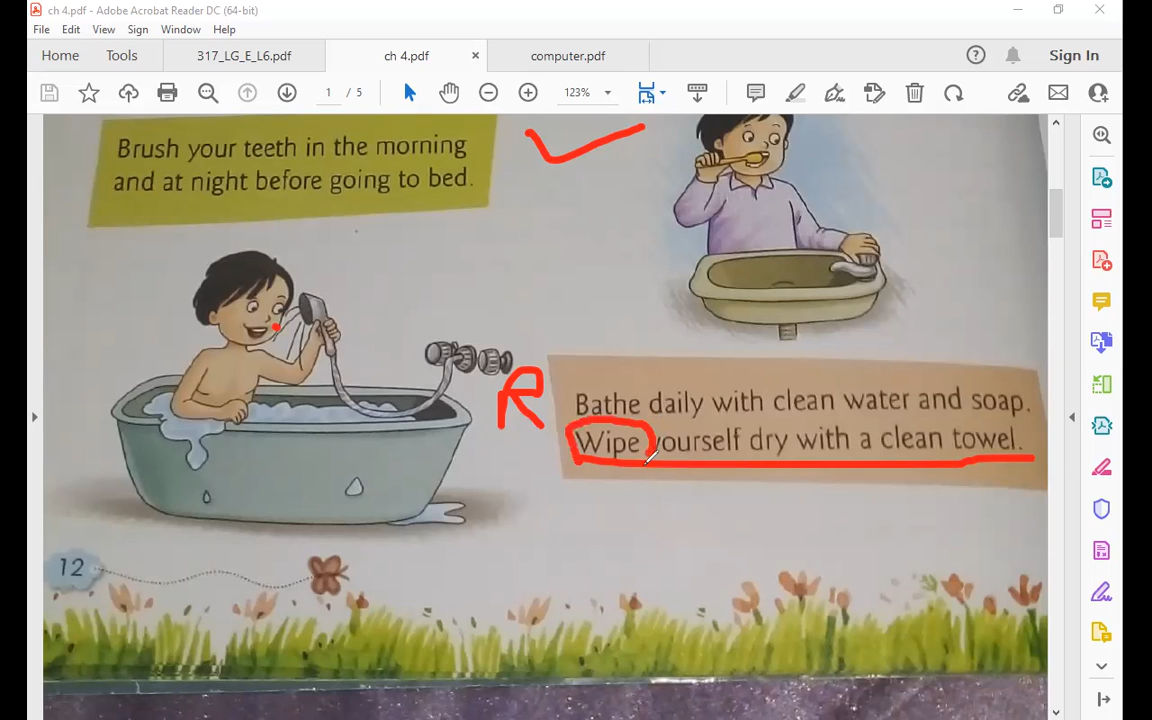 ch 4.pdf - Adobe Acrobat Reader DC (64-bit)
File Edit View Sign Window Help
Home Tools 317_LG_E_L6.pdf ch 4.pdf computer.pdf Sign In
1 / 5 123%
Brush your teeth in the morning
and at night before going to bed.
R
Bathe daily with clean water and soap.
Wipe yourself dry with a clean towel.
12